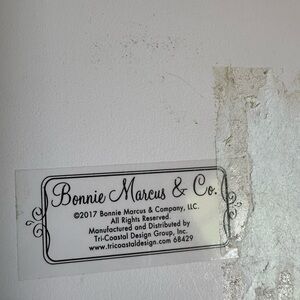 Bonnie Marcus & Co.
©2017 Bonnie Marcus & Company, LLC.
All Rights Reserved.
Manufactured and Distributed by
Tri-Coastal Design Group, Inc.
www.tricoastaldesign.com 68429